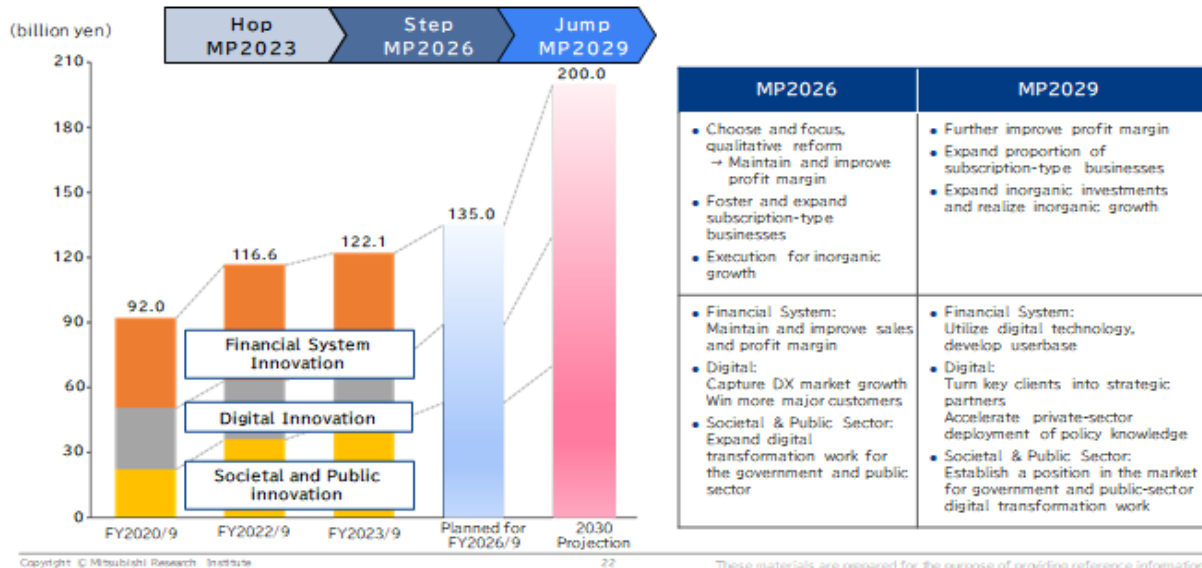 (billion yen)
Hop
MP2023
Step
MP2026
Jump
MP2029
210
180
150
120
90
60
30
0
92.0
116.6
122.1
135.0
200.0
Financial System
Innovation
Digital Innovation
Societal and Public
innovation
FY2020/9
FY2022/9
FY2023/9
Planned for
FY2026/9
2030
Projection
MP2026
MP2029
• Choose and focus,
qualitative reform
→ Maintain and improve
profit margin
• Foster and expand
subscription-type
businesses
• Execution for inorganic
growth
• Further improve profit margin
• Expand proportion of
subscription-type businesses
• Expand inorganic investments
and realize inorganic growth
• Financial System:
Maintain and improve sales
and profit margin
• Digital:
Capture DX market growth
Win more major customers
• Societal & Public Sector:
Expand digital
transformation work for
the government and public
sector
• Financial System:
Utilize digital technology,
develop userbase
• Digital:
Turn key clients into strategic
partners
Accelerate private-sector
deployment of policy knowledge
• Societal & Public Sector:
Establish a position in the market
for government and public-sector
digital transformation work
Copyright © Mitsubishi Research Institute
22
These materials are prepared for the purpose of providing reference information